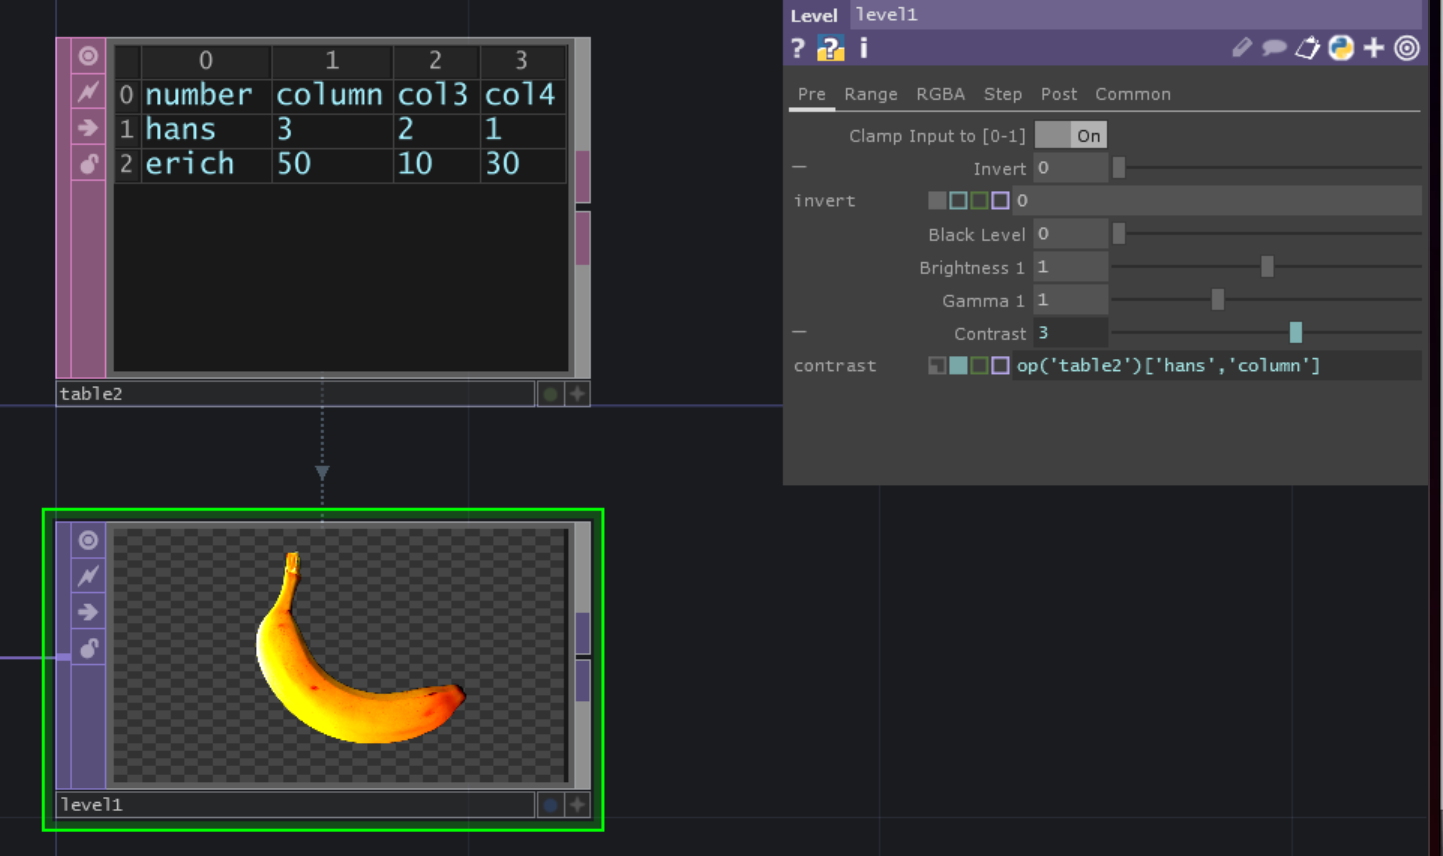 0 1 2 3
0 number column col3 col4
1 hans 3 2 1
2 erich 50 10 30
table2
level1
Level level1
? ? i
Pre Range RGBA Step Post Common
Clamp Input to [0-1] On
Invert 0
invert 0
Black Level 0
Brightness 1 1
Gamma 1 1
Contrast 3
contrast op('table2')['hans','column']